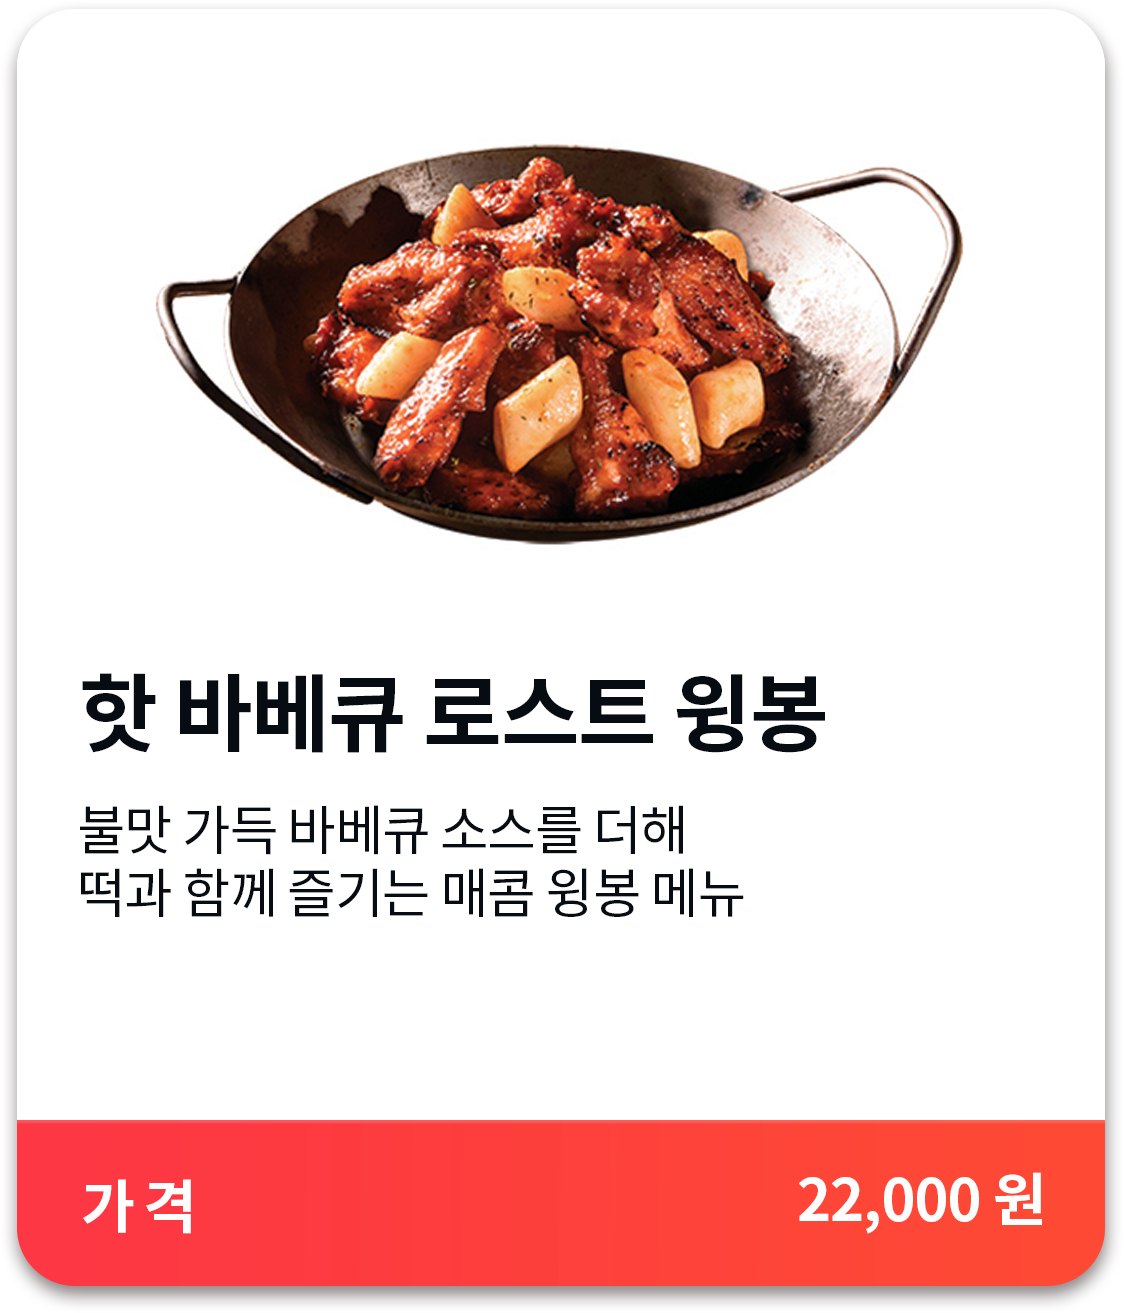 핫 바베큐 로스트 윙봉
불맛 가득 바베큐 소스를 더해
떡과 함께 즐기는 매콤 윙봉 메뉴
가 격
22,000 원